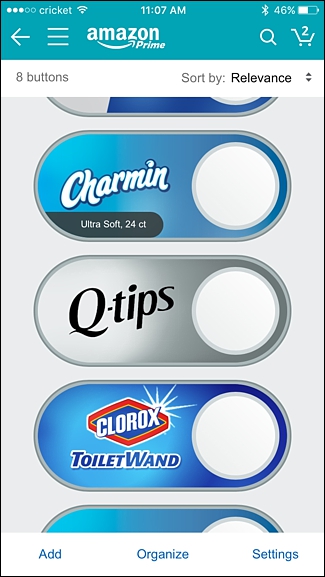 cricket 11:07 AM 46%
amazon 2
Prime
8 buttons Sort by: Relevance
Charmin
Ultra Soft, 24 ct
Q-tips
CLOROX
TOILETWAND
Add Organize Settings